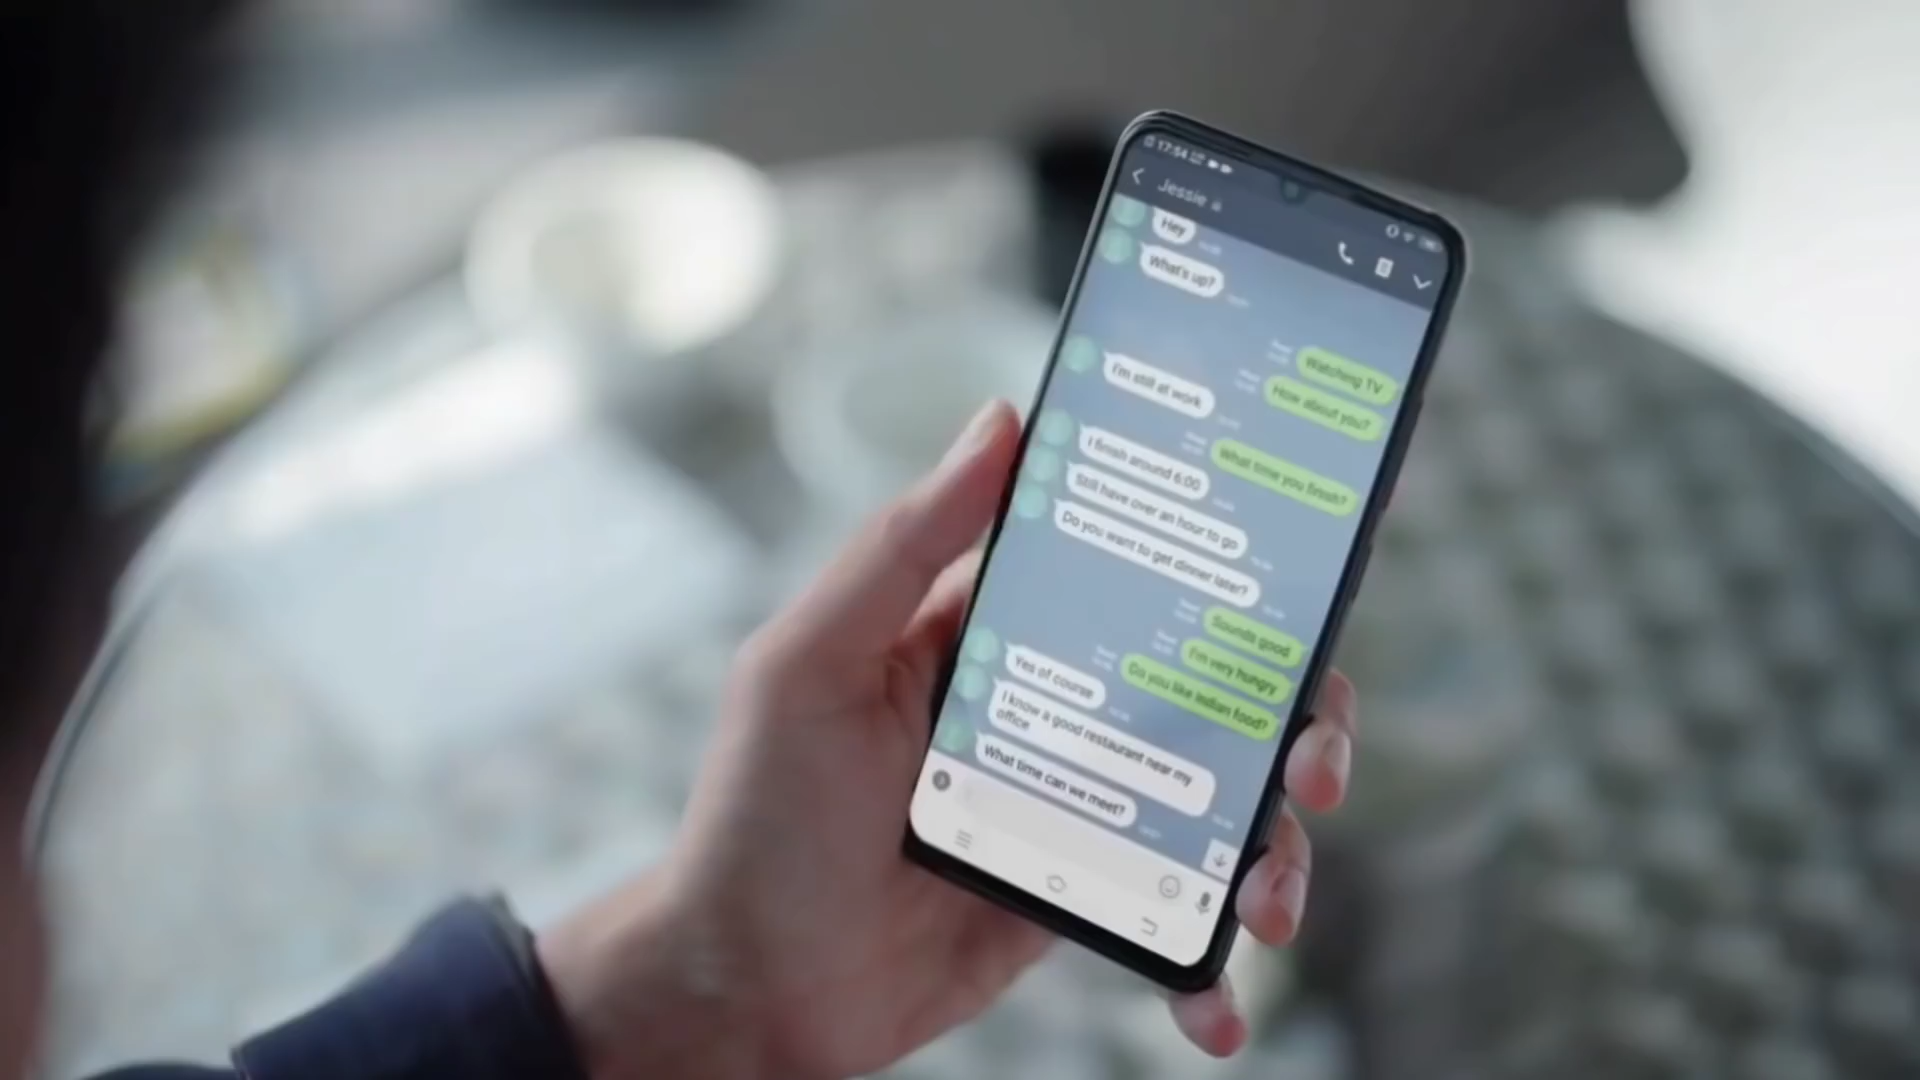 17:54
Jessie
Hey
What's up?
Watching TV
How about you?
I'm still at work
What time you finish?
I finish around 6:00
Still have over an hour to go
Do you want to get dinner later?
Sounds good
I'm very hungry
Do you like Indian food?
Yes of course
I know a good restaurant near my
office
What time can we meet?